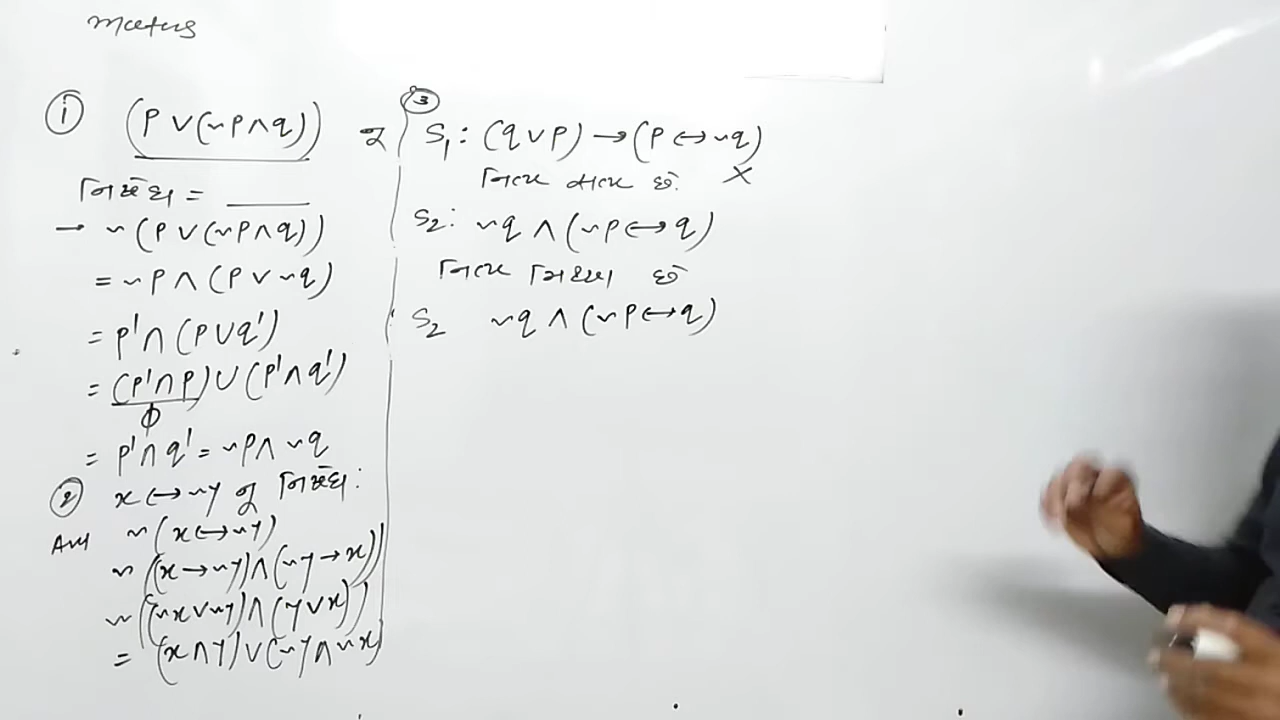 Maths
① (P ∨ (~P ∧ q)) નુ
નિષેધ = ____
→ ~(P ∨ (~P ∧ q))
= ~P ∧ (P ∨ ~q)
= P' ∩ (P ∪ q')
= (P' ∩ P) ∪ (P' ∩ q')
ϕ
= P' ∩ q' = ~P ∧ ~q
② x ↔ ~y નુ નિષેધ:
Ans ~(x ↔ ~y)
~((x → ~y) ∧ (~y → x))
~((~x ∨ ~y) ∧ (y ∨ x))
= (x ∧ y) ∨ (~y ∧ ~x)
③
S₁: (q ∨ P) → (P ↔ ~q)
નિત્ય સત્ય છે. ×
S₂: ~q ∧ (~P ↔ q)
નિત્ય મિથ્યા છે
S₂ ~q ∧ (~P ↔ q)